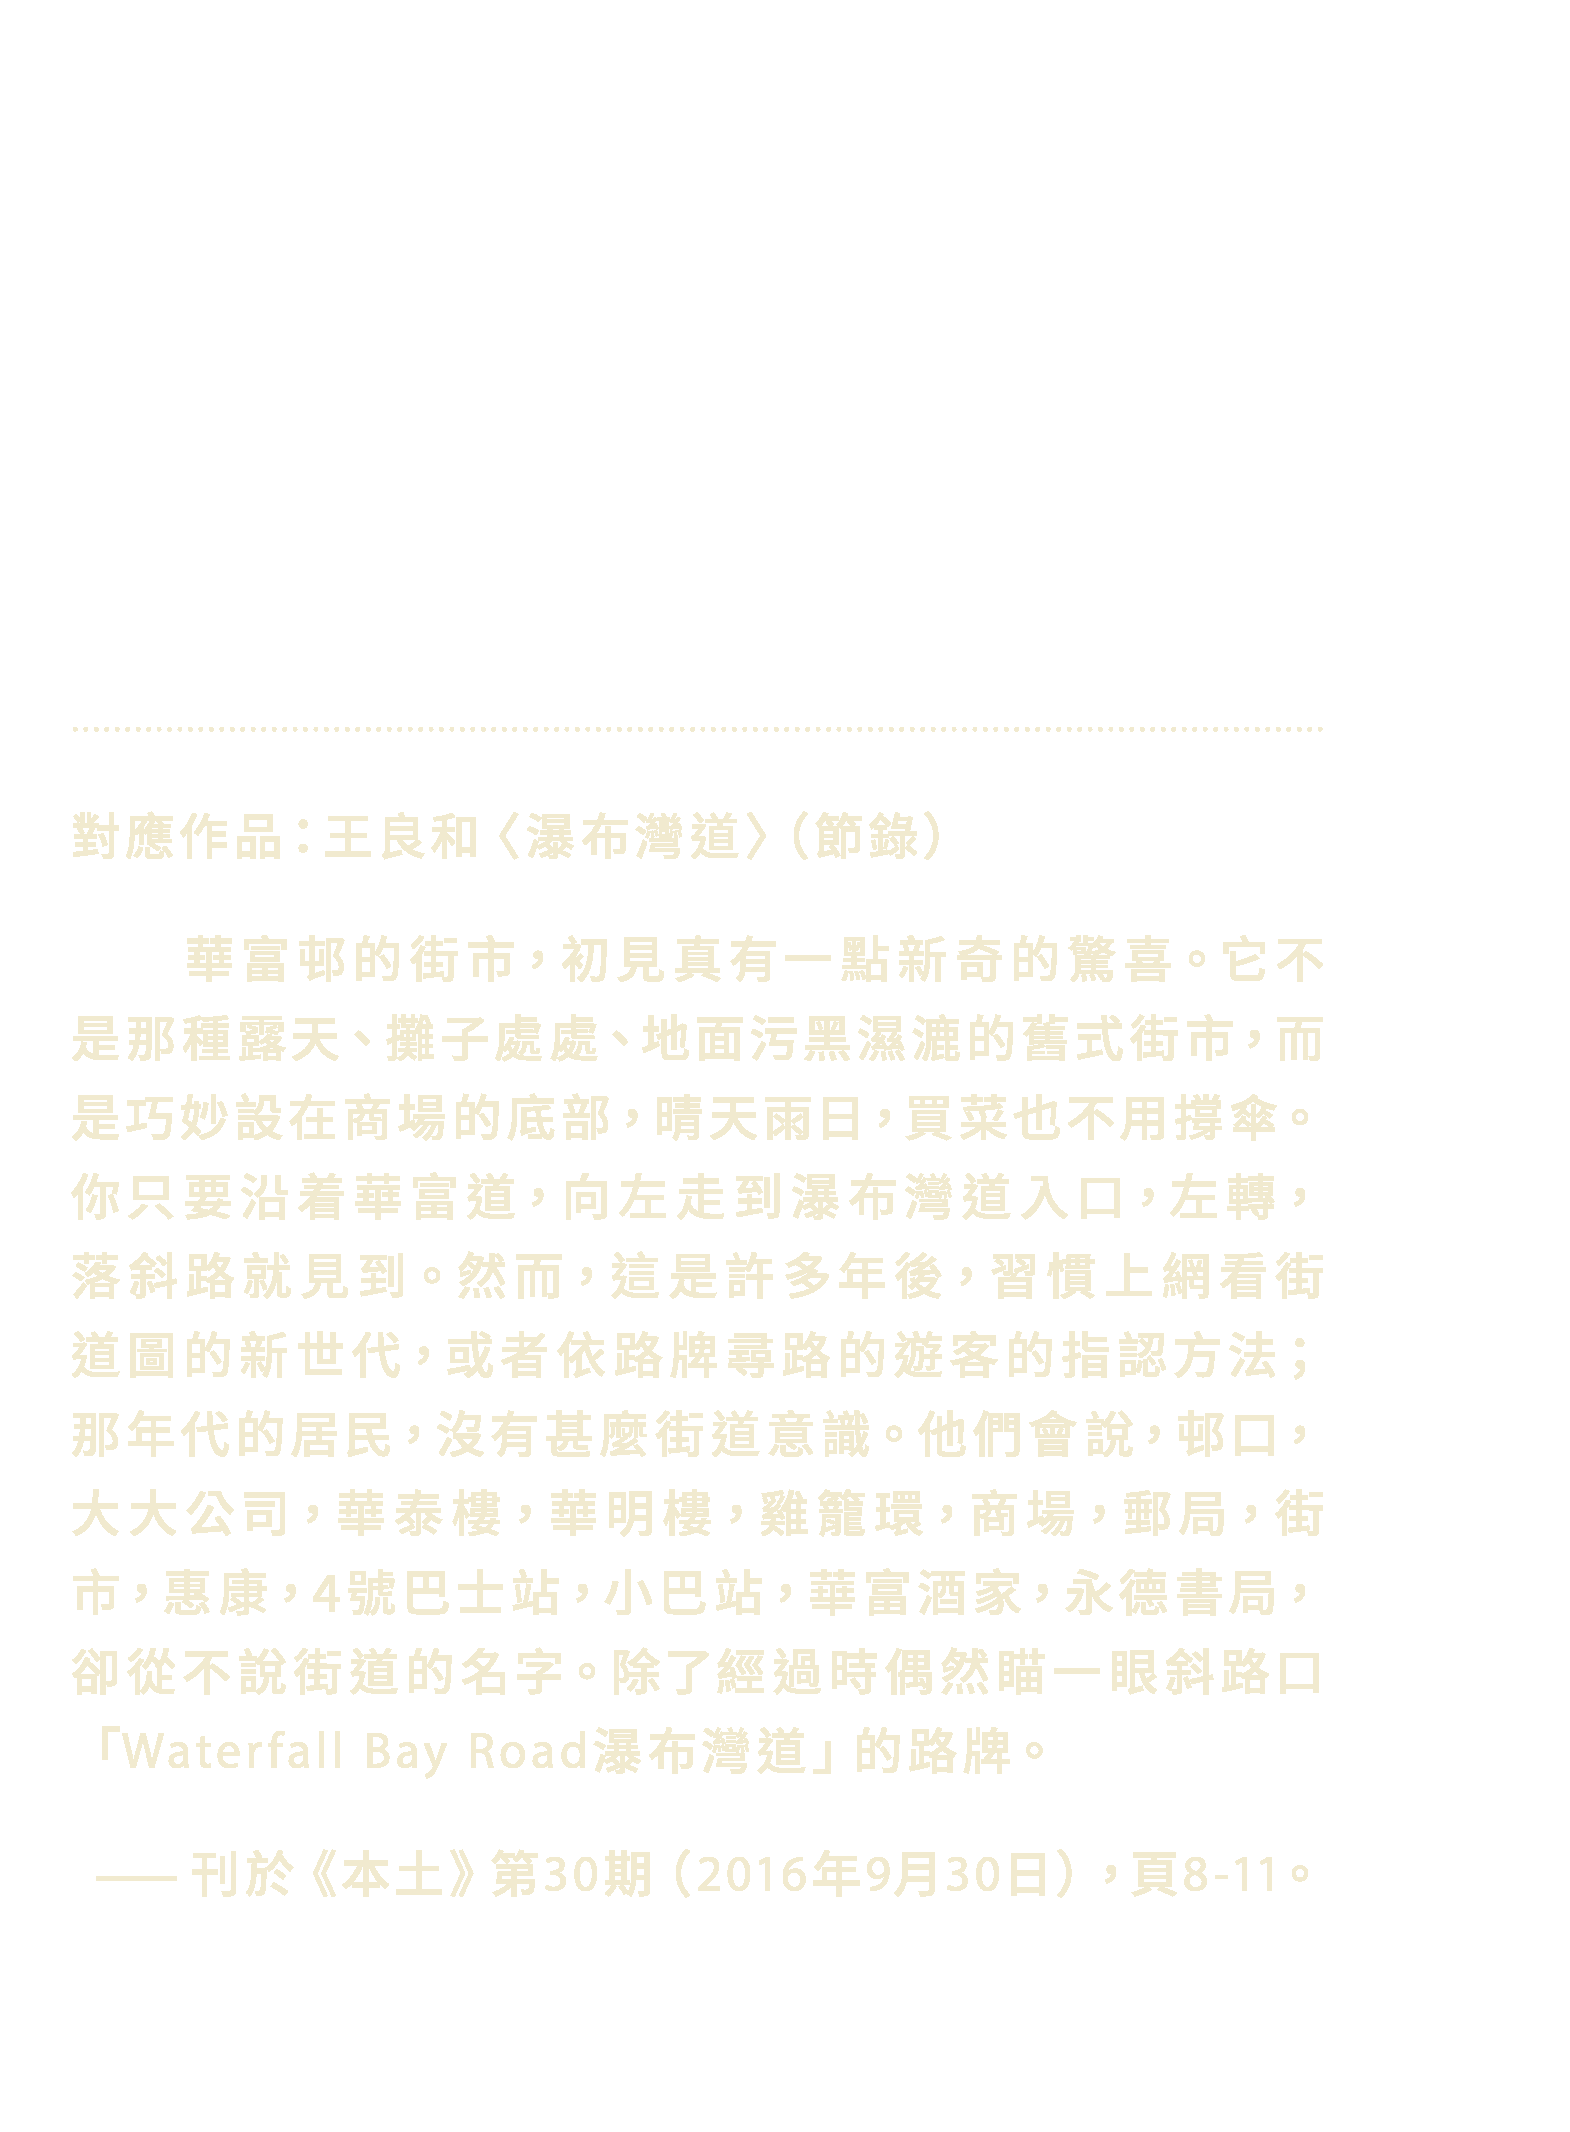 對應作品：王良和〈瀑布灣道〉（節錄）
華富邨的街市，初見真有一點新奇的驚喜。它不
是那種露天、攤子處處、地面污黑濕漉的舊式街市，而
是巧妙設在商場的底部，晴天雨日，買菜也不用撐傘。
你只要沿着華富道，向左走到瀑布灣道入口，左轉，
落斜路就見到。然而，這是許多年後，習慣上網看街
道圖的新世代，或者依路牌尋路的遊客的指認方法；
那年代的居民，沒有甚麼街道意識。他們會說，邨口，
大大公司，華泰樓，華明樓，雞籠環，商場，郵局，街
市，惠康，4號巴士站，小巴站，華富酒家，永德書局，
卻從不說街道的名字。除了經過時偶然瞄一眼斜路口
「Waterfall Bay Road瀑布灣道」的路牌。
——刊於《本土》第30期（2016年9月30日），頁8-11。